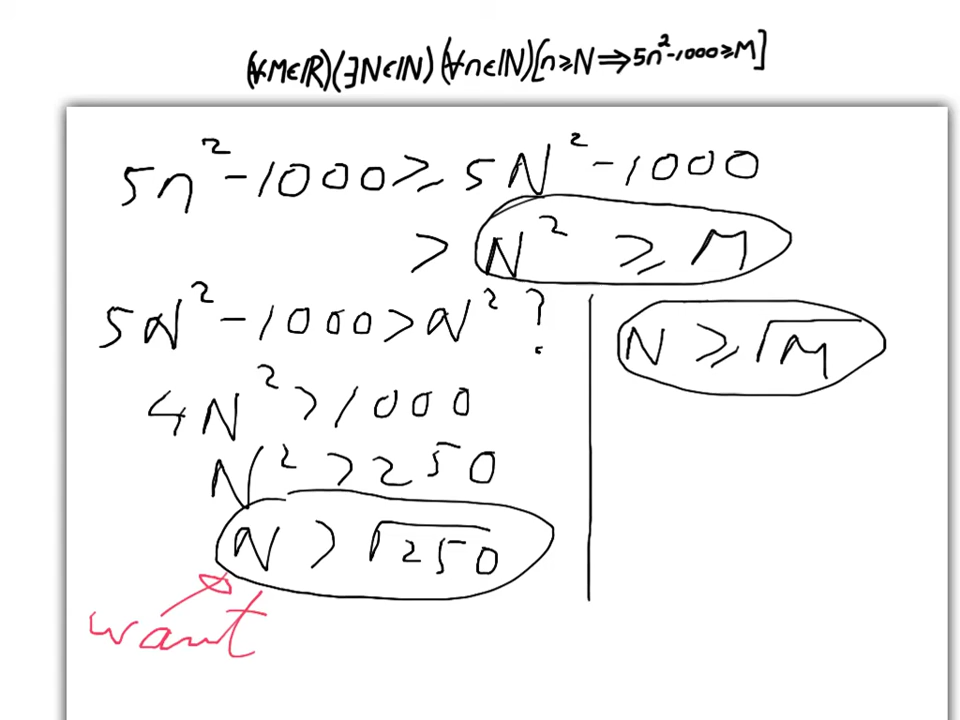 (∀M∈ℝ)(∃N∈ℕ)(∀n∈ℕ)[n≥N⟹5n²-1000≥M]
5n²-1000≥5N²-1000
>N²≥M
5N²-1000>N²?
N≥√M
4N²>1000
N²>250
N>√250
want